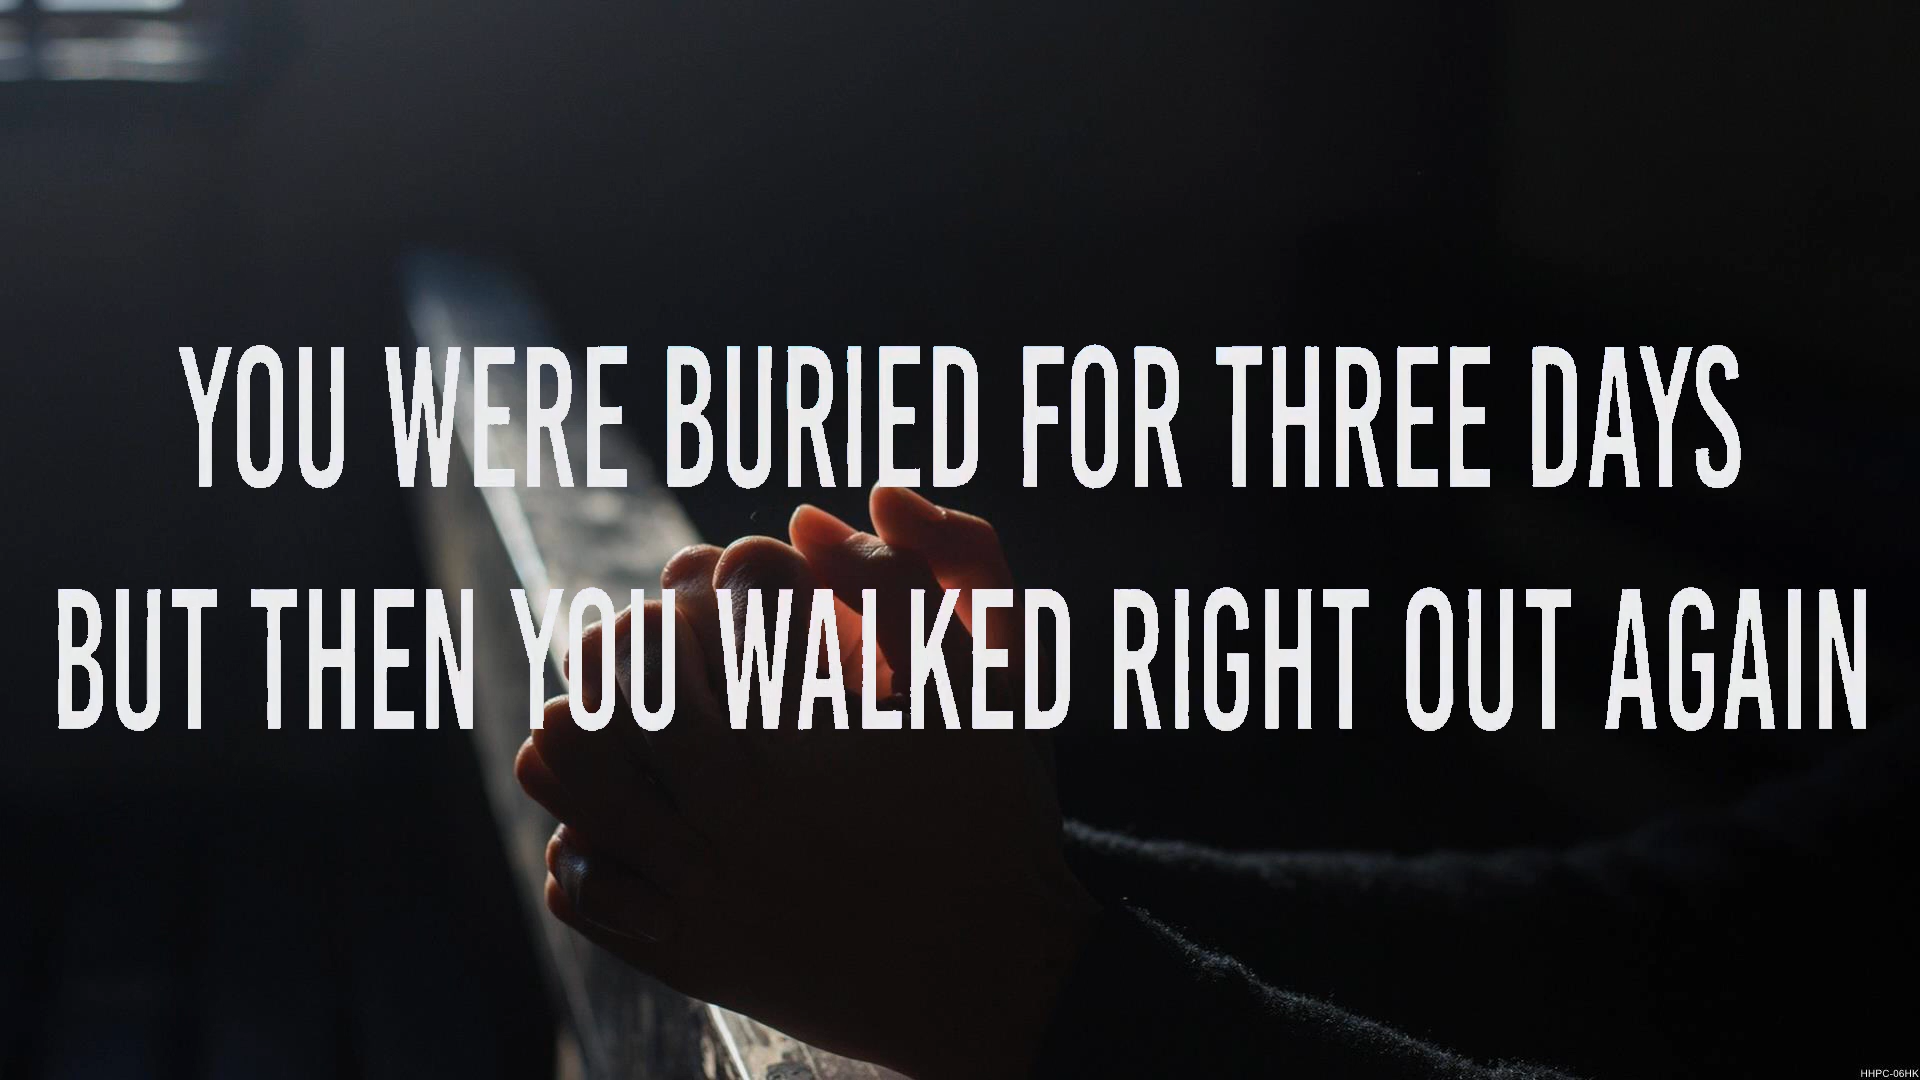 YOU WERE BURIED FOR THREE DAYS
BUT THEN YOU WALKED RIGHT OUT AGAIN
HHPC-06HK